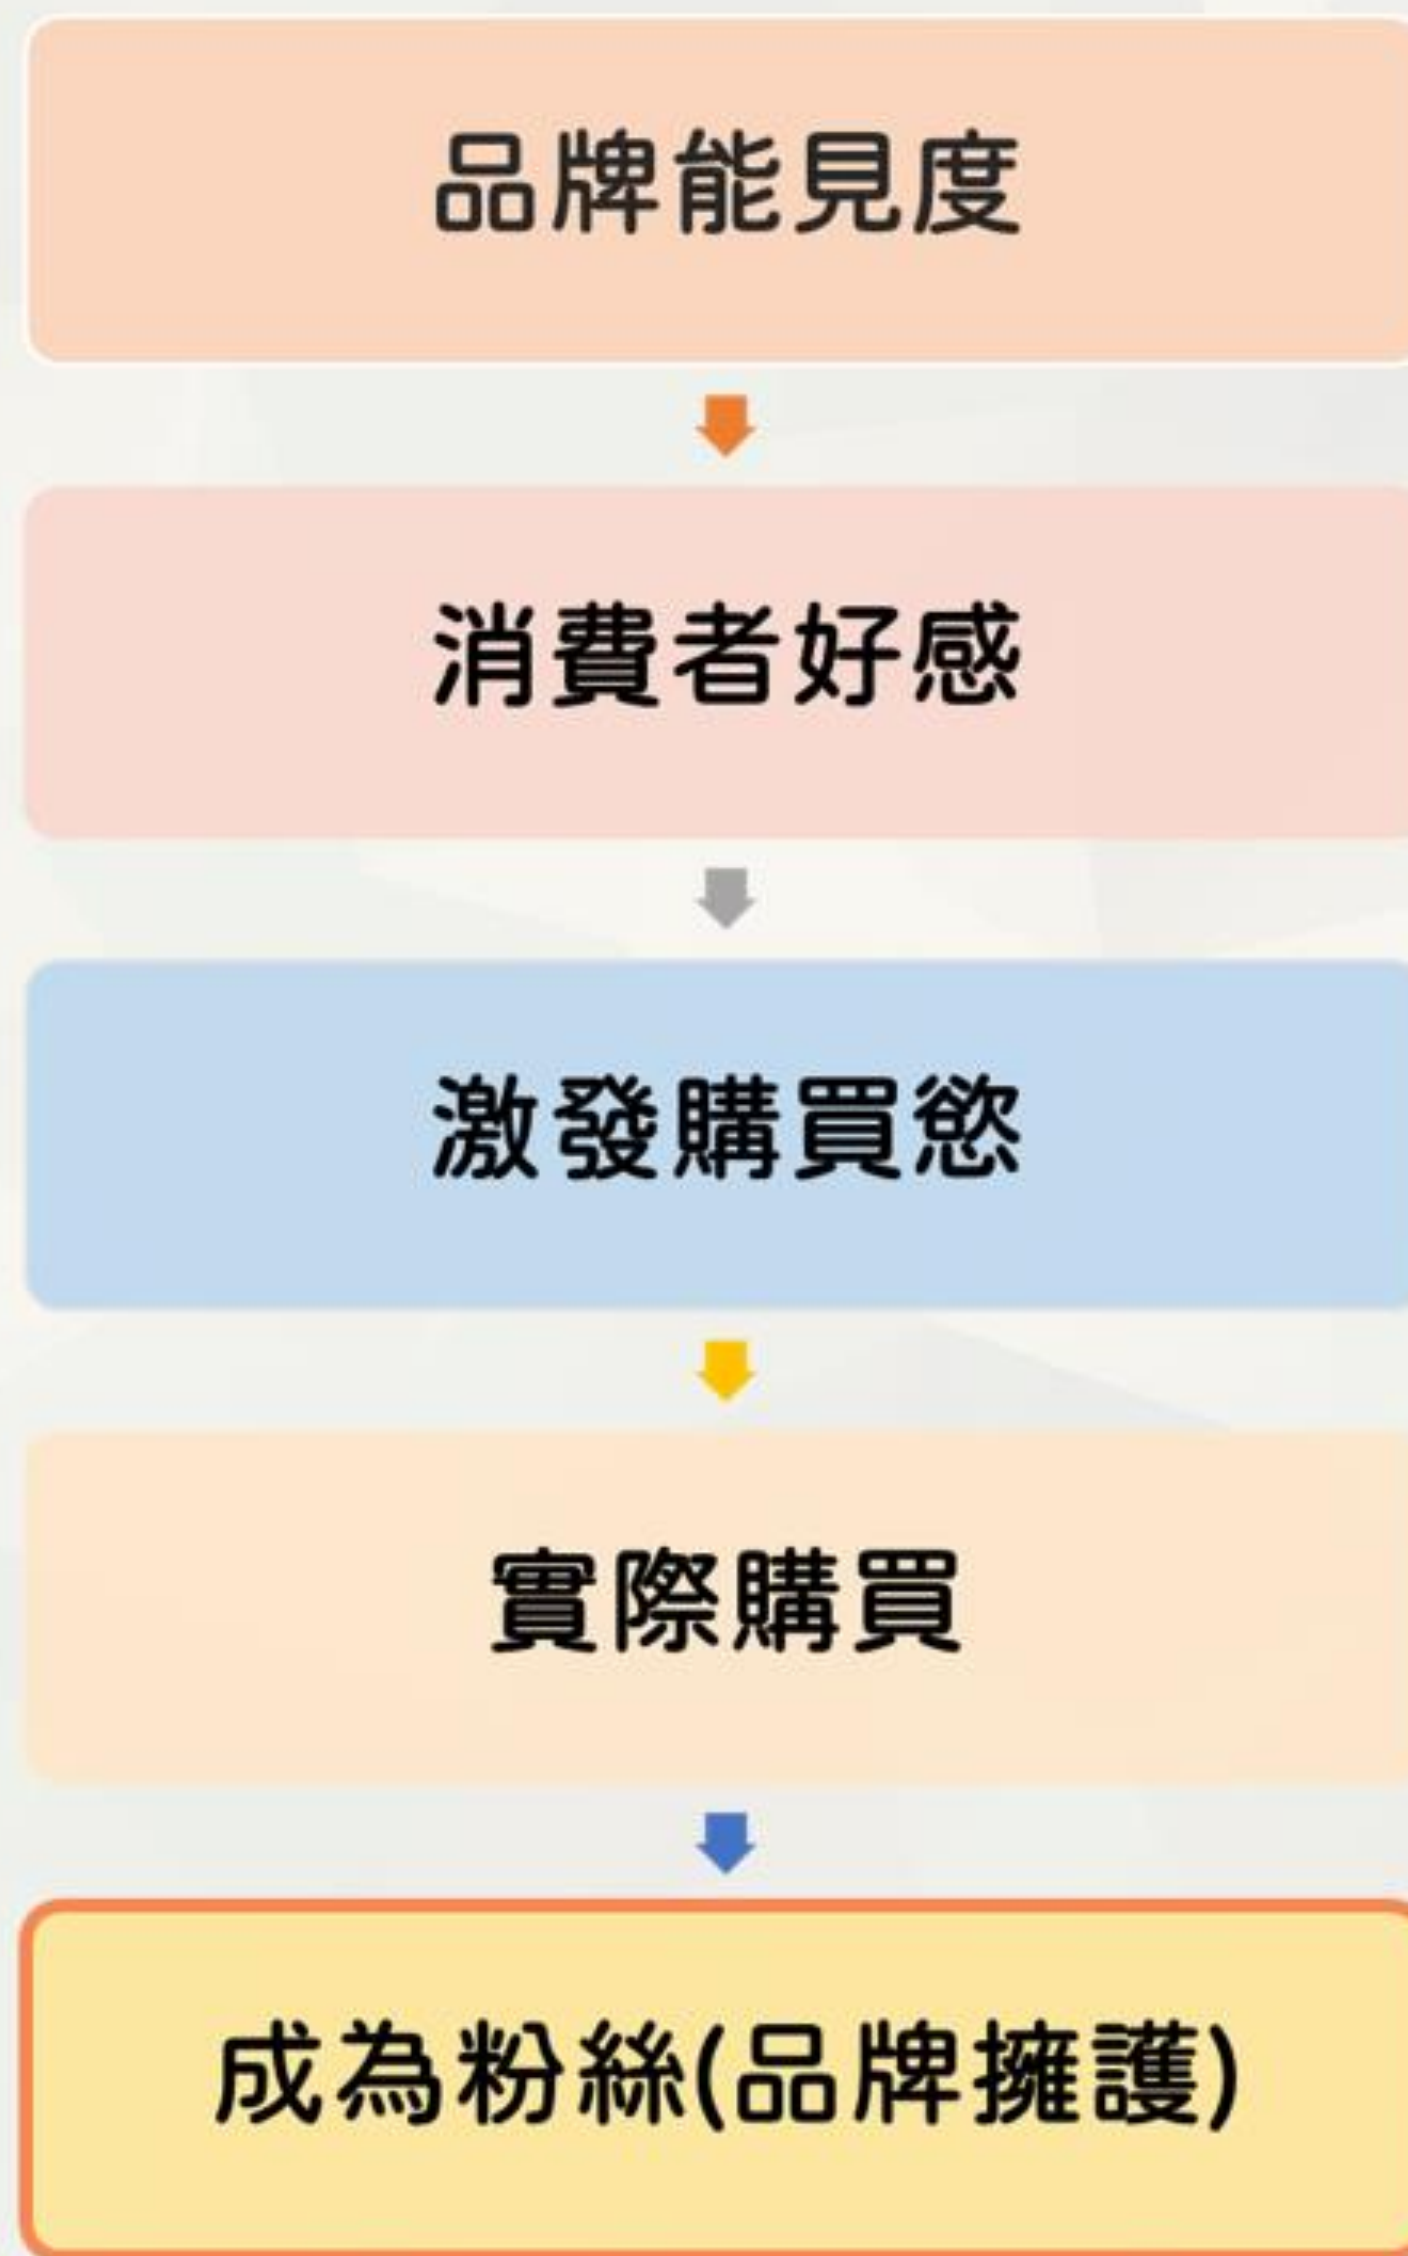 品牌能見度
消費者好感
激發購買慾
實際購買
成為粉絲(品牌擁護)